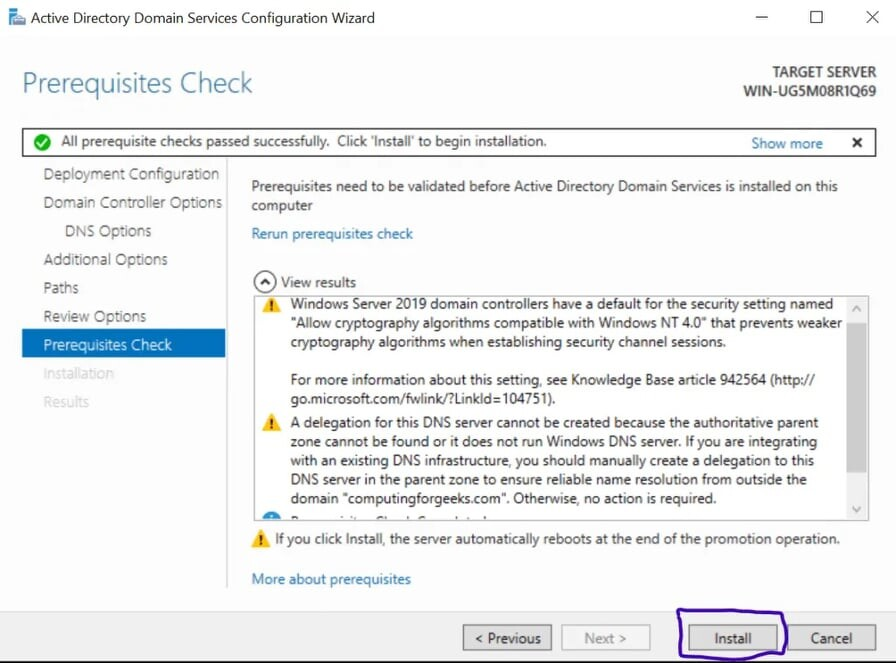 Active Directory Domain Services Configuration Wizard
Prerequisites Check
TARGET SERVER
WIN-UG5M08R1Q69
All prerequisite checks passed successfully. Click 'Install' to begin installation.
Show more
Deployment Configuration
Domain Controller Options
DNS Options
Additional Options
Paths
Review Options
Prerequisites Check
Installation
Results
Prerequisites need to be validated before Active Directory Domain Services is installed on this
computer
Rerun prerequisites check
View results
Windows Server 2019 domain controllers have a default for the security setting named
"Allow cryptography algorithms compatible with Windows NT 4.0" that prevents weaker
cryptography algorithms when establishing security channel sessions.
For more information about this setting, see Knowledge Base article 942564 (http://
go.microsoft.com/fwlink/?LinkId=104751).
A delegation for this DNS server cannot be created because the authoritative parent
zone cannot be found or it does not run Windows DNS server. If you are integrating
with an existing DNS infrastructure, you should manually create a delegation to this
DNS server in the parent zone to ensure reliable name resolution from outside the
domain "computingforgeeks.com". Otherwise, no action is required.
If you click Install, the server automatically reboots at the end of the promotion operation.
More about prerequisites
< Previous
Next >
Install
Cancel